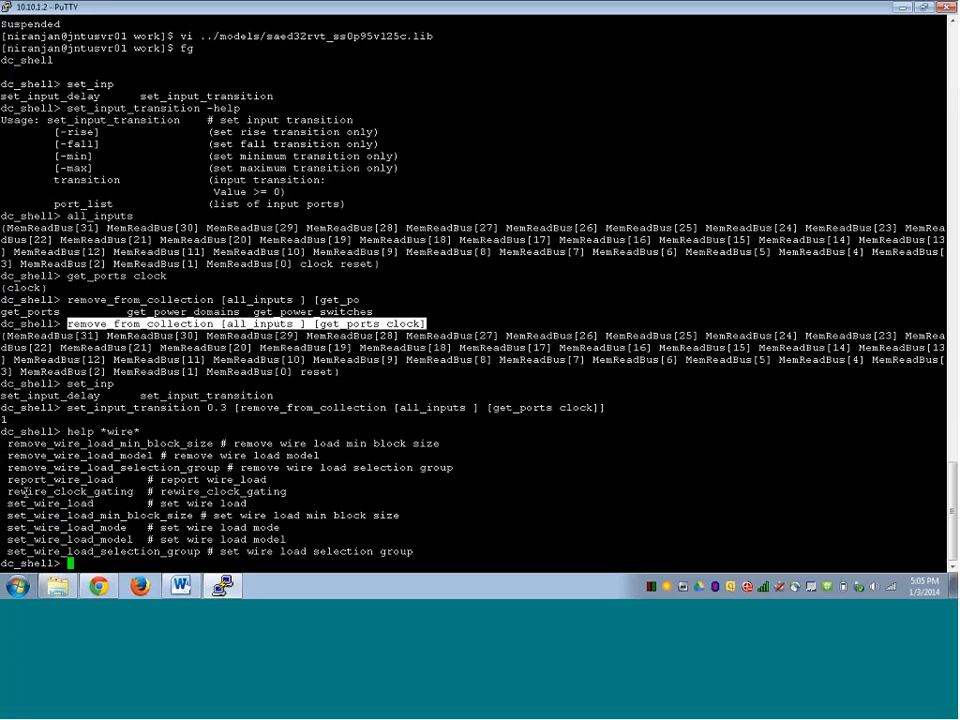 10.10.1.2 - PuTTY
Suspended
[niranjan@jntusvr01 work]$ vi ../models/saed32rvt_ss0p95v125c.lib
[niranjan@jntusvr01 work]$ fg
dc_shell
dc_shell> set_inp
set_input_delay     set_input_transition
dc_shell> set_input_transition -help
Usage: set_input_transition    # set input transition
[-rise]                (set rise transition only)
[-fall]                (set fall transition only)
[-min]                 (set minimum transition only)
[-max]                 (set maximum transition only)
transition             (input transition:
Value >= 0)
port_list              (list of input ports)
dc_shell> all_inputs
{MemReadBus[31] MemReadBus[30] MemReadBus[29] MemReadBus[28] MemReadBus[27] MemReadBus[26] MemReadBus[25] MemReadBus[24] MemReadBus[23] MemRea
dBus[22] MemReadBus[21] MemReadBus[20] MemReadBus[19] MemReadBus[18] MemReadBus[17] MemReadBus[16] MemReadBus[15] MemReadBus[14] MemReadBus[13
] MemReadBus[12] MemReadBus[11] MemReadBus[10] MemReadBus[9] MemReadBus[8] MemReadBus[7] MemReadBus[6] MemReadBus[5] MemReadBus[4] MemReadBus[
3] MemReadBus[2] MemReadBus[1] MemReadBus[0] clock reset}
dc_shell> get_ports clock
{clock}
dc_shell> remove_from_collection [all_inputs ] [get_po
get_ports          get_power_domains  get_power_switches
dc_shell> remove_from_collection [all_inputs ] [get_ports clock]
{MemReadBus[31] MemReadBus[30] MemReadBus[29] MemReadBus[28] MemReadBus[27] MemReadBus[26] MemReadBus[25] MemReadBus[24] MemReadBus[23] MemRea
dBus[22] MemReadBus[21] MemReadBus[20] MemReadBus[19] MemReadBus[18] MemReadBus[17] MemReadBus[16] MemReadBus[15] MemReadBus[14] MemReadBus[13
] MemReadBus[12] MemReadBus[11] MemReadBus[10] MemReadBus[9] MemReadBus[8] MemReadBus[7] MemReadBus[6] MemReadBus[5] MemReadBus[4] MemReadBus[
3] MemReadBus[2] MemReadBus[1] MemReadBus[0] reset}
dc_shell> set_inp
set_input_delay     set_input_transition
dc_shell> set_input_transition 0.3 [remove_from_collection [all_inputs ] [get_ports clock]]
1
dc_shell> help *wire*
remove_wire_load_min_block_size # remove wire load min block size
remove_wire_load_model # remove wire load model
remove_wire_load_selection_group # remove wire load selection group
report_wire_load     # report wire_load
rewire_clock_gating  # rewire_clock_gating
set_wire_load        # set wire load
set_wire_load_min_block_size # set wire load min block size
set_wire_load_mode   # set wire load mode
set_wire_load_model  # set wire load model
set_wire_load_selection_group # set wire load selection group
dc_shell>
5:05 PM
1/3/2014